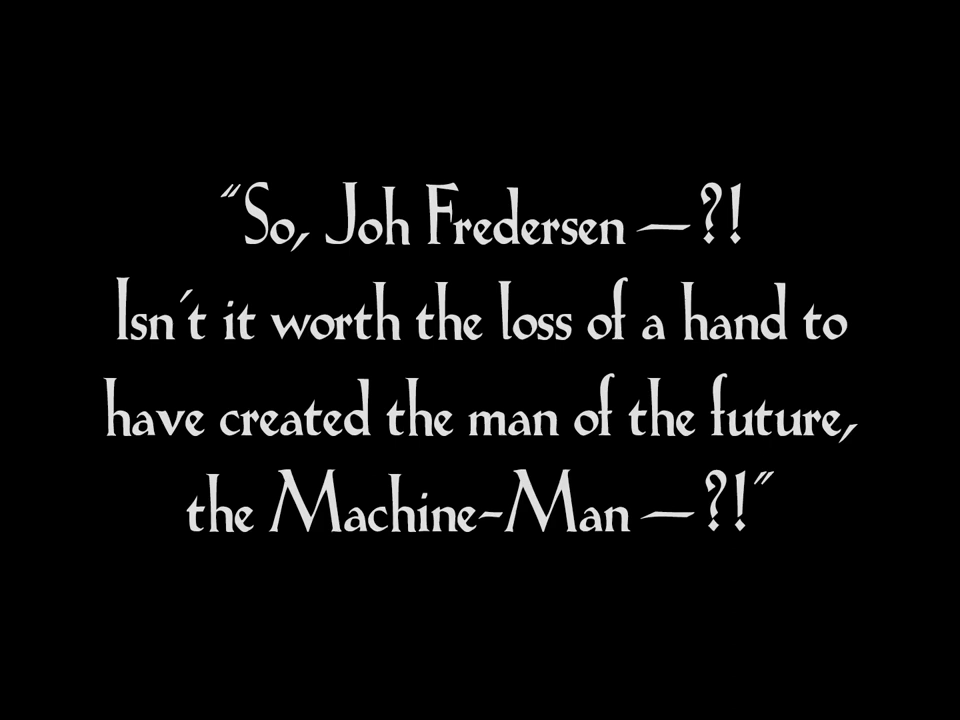 "So, Joh Fredersen—?!
Isn´t it worth the loss of a hand to
have created the man of the future,
the Machine-Man—?!"